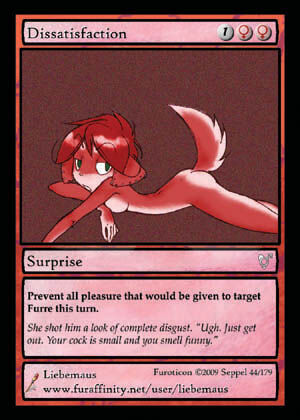 Dissatisfaction 1
Surprise
Prevent all pleasure that would be given to target
Furre this turn.
She shot him a look of complete disgust. "Ugh. Just get
out. Your cock is small and you smell funny."
Liebemaus Furoticon ©2009 Seppel 44/179
www.furaffinity.net/user/liebemaus